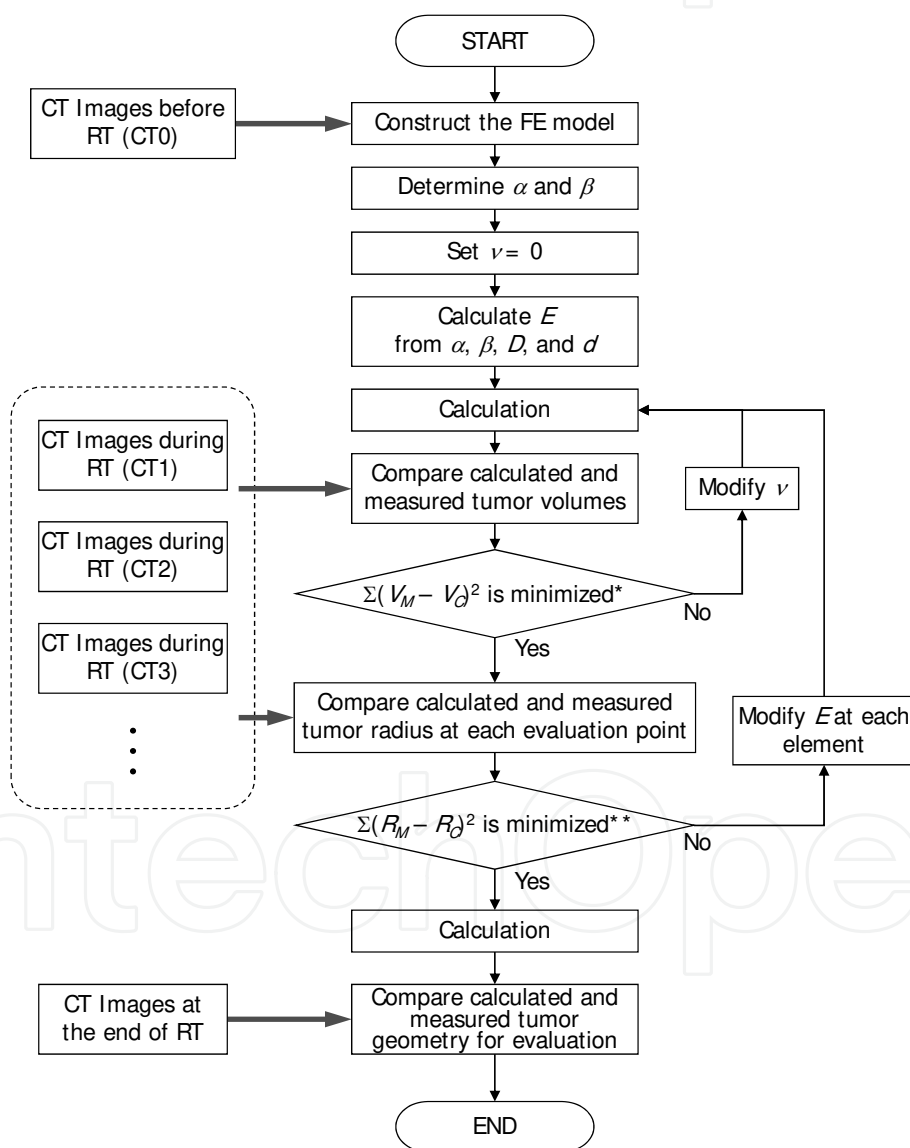 START
CT Images before
RT (CT0)
Construct the FE model
Determine α and β
Set ν = 0
Calculate E
from α, β, D, and d
Calculation
CT Images during
RT (CT1)
Compare calculated and
measured tumor volumes
Modify ν
CT Images during
RT (CT2)
Σ(V_M – V_C)² is minimized*
No
Yes
CT Images during
RT (CT3)
Compare calculated and measured
tumor radius at each evaluation point
Modify E at each
element
Σ(R_M – R_C)² is minimized**
No
Yes
Calculation
CT Images at
the end of RT
Compare calculated and
measured tumor
geometry for evaluation
END
ntechOpe